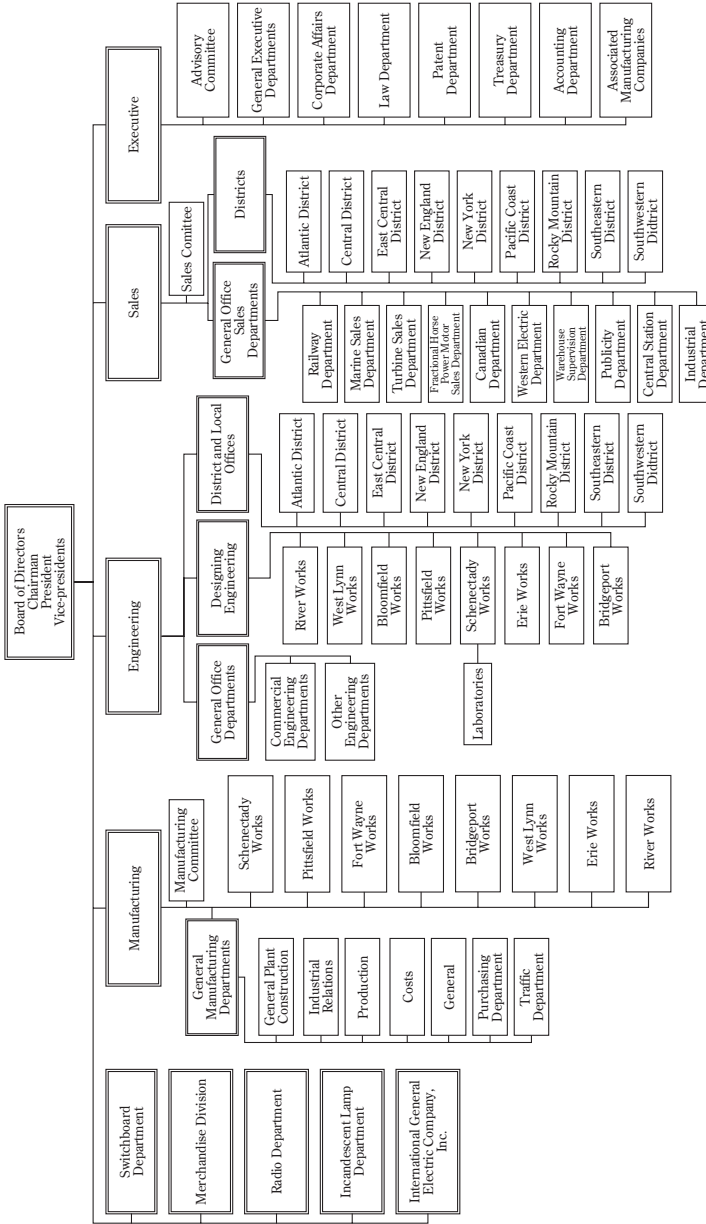 Board of Directors
Chairman
President
Vice-presidents
Switchboard
Department
Merchandise Division
Radio Department
Incandescent Lamp
Department
International General
Electric Company,
Inc.
Manufacturing
Manufacturing
Committee
General
Manufacturing
Departments
General Plant
Construction
Industrial
Relations
Production
Costs
General
Purchasing
Department
Traffic
Department
Schenectady
Works
Pittsfield Works
Fort Wayne
Works
Bloomfield
Works
Bridgeport
Works
West Lynn
Works
Erie Works
River Works
Engineering
General Office
Departments
Commercial
Engineering
Departments
Other
Engineering
Departments
Designing
Engineering
River Works
West Lynn
Works
Bloomfield
Works
Pittsfield
Works
Schenectady
Works
Laboratories
Erie Works
Fort Wayne
Works
Bridgeport
Works
District and Local
Offices
Atlantic District
Central District
East Central
District
New England
District
New York
District
Pacific Coast
District
Rocky Mountain
District
Southeastern
District
Southwestern
Didtrict
Sales
Sales Comittee
General Office
Sales
Departments
Railway
Department
Marine Sales
Department
Turbine Sales
Department
Fractional Horse
Power Motor
Sales Department
Canadian
Department
Western Electric
Department
Warehouse
Supervision
Department
Publicity
Department
Central Station
Department
Industrial
Department
Districts
Atlantic District
Central District
East Central
District
New England
District
New York
District
Pacific Coast
District
Rocky Mountain
District
Southeastern
District
Southwestern
Didtrict
Executive
Advisory
Committee
General Executive
Departments
Corporate Affairs
Department
Law Department
Patent
Department
Treasury
Department
Accounting
Department
Associated
Manufacturing
Companies